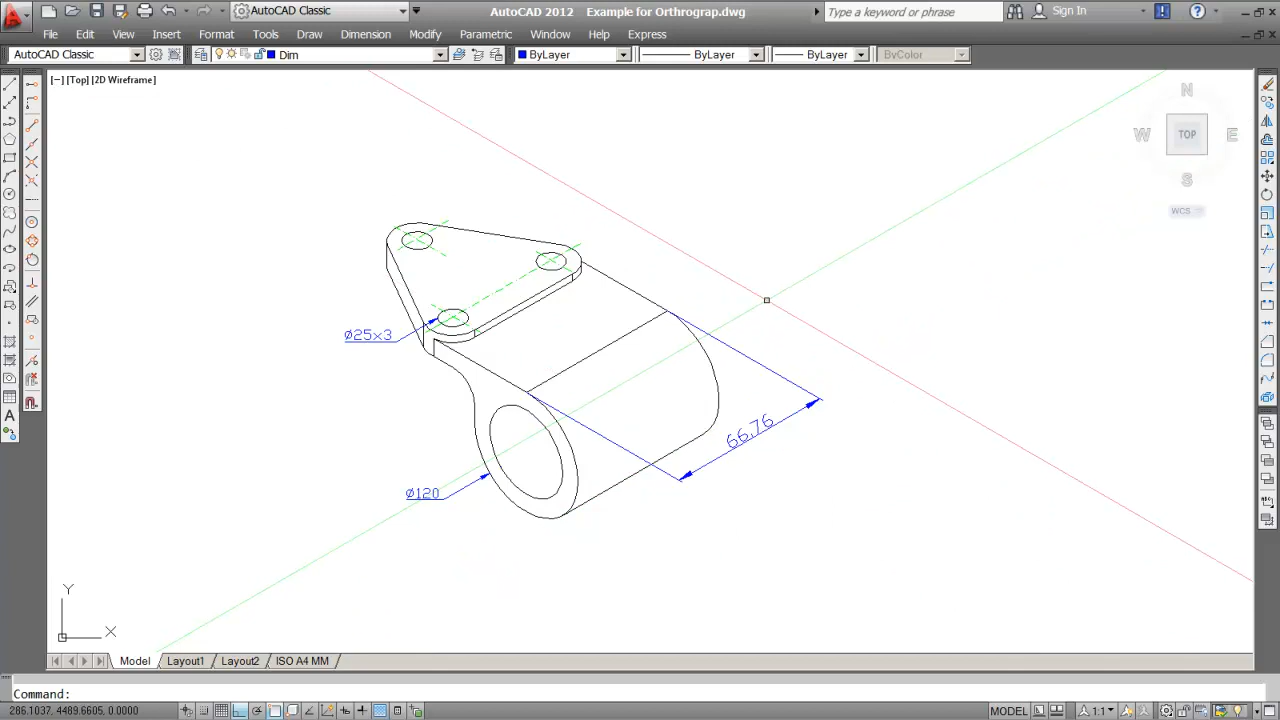 AutoCAD Classic
AutoCAD 2012 Example for Orthograp.dwg
Type a keyword or phrase
Sign In
File Edit View Insert Format Tools Draw Dimension Modify Parametric Window Help Express
AutoCAD Classic
Dim
ByLayer
ByLayer
ByLayer
ByColor
[−] [Top] [2D Wireframe]
N
W TOP E
S
WCS
Ø25x3
66,76
Ø120
Y
X
Model Layout1 Layout2 ISO A4 MM
Command:
286.1037, 4489.6605, 0.0000
MODEL
1:1